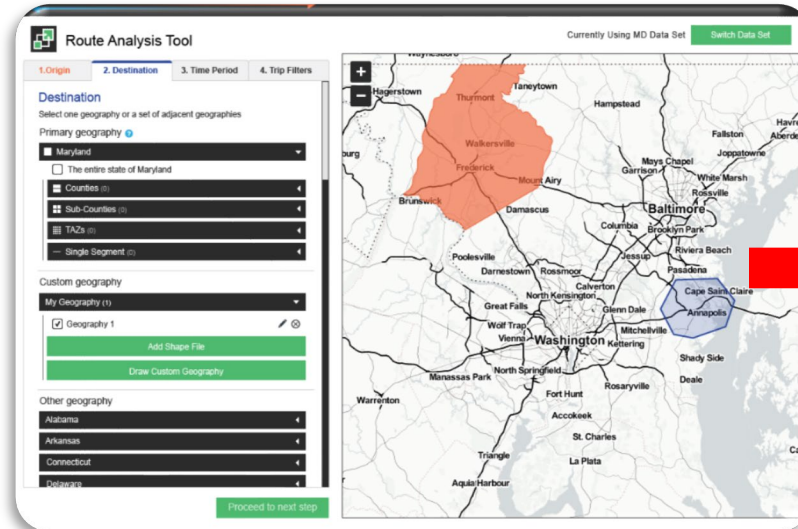 Route Analysis Tool
Currently Using MD Data Set
Switch Data Set
1.Origin
2. Destination
3. Time Period
4. Trip Filters
Destination
Select one geography or a set of adjacent geographies
Primary geography
Maryland
The entire state of Maryland
Counties (0)
Sub-Counties (0)
TAZs (0)
Single Segment (0)
Custom geography
My Geography (1)
Geography 1
Add Shape File
Draw Custom Geography
Other geography
Alabama
Arkansas
Connecticut
Delaware
Proceed to next step
+
−
Hagerstown
Thurmont
Taneytown
Hampstead
Fallston
Joppatowne
Walkersville
Frederick
Mount Airy
Mays Chapel
Garrison
White Marsh
Rossville
Brunswick
Damascus
Baltimore
Columbia
Brooklyn Park
Poolesville
Jessup
Riviera Beach
Darnestown
Rossmoor
Pasadena
Calverton
North Kensington
Cape Saint Claire
Great Falls
Glenn Dale
Annapolis
Wolf Trap
Mitchellville
Vienna
Washington
Kettering
Shady Side
Manassas Park
North Springfield
Rosaryville
Deale
Warrenton
Fort Hunt
Accokeek
St. Charles
Triangle
La Plata
Aquia Harbour